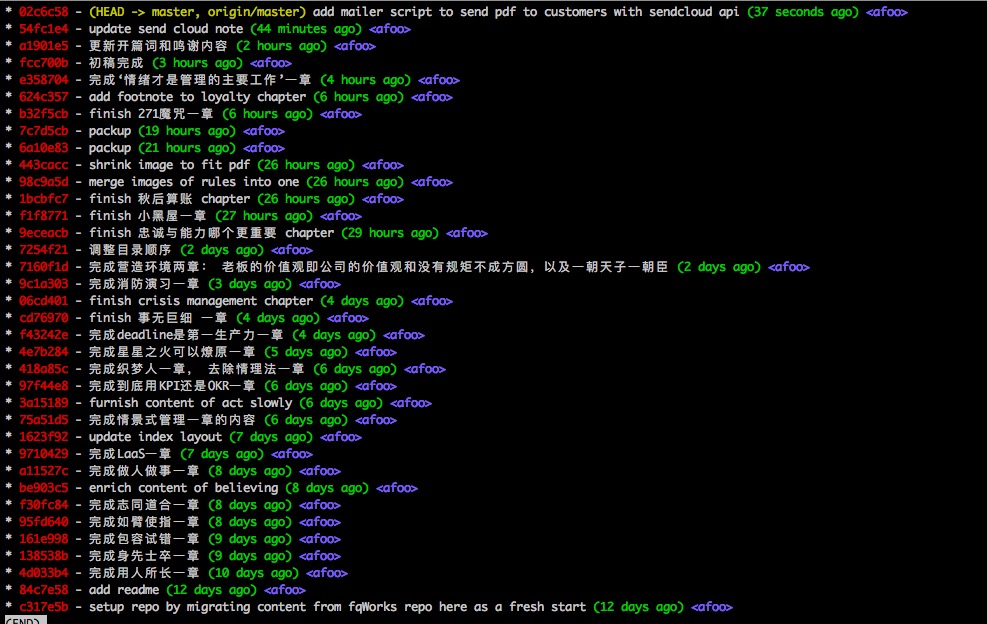 * 02c6c58 - (HEAD -> master, origin/master) add mailer script to send pdf to customers with sendcloud api (37 seconds ago) <afoo>
* 54fc1e4 - update send cloud note (44 minutes ago) <afoo>
* a1901e5 - 更新开篇词和鸣谢内容 (2 hours ago) <afoo>
* fcc700b - 初稿完成 (3 hours ago) <afoo>
* e358704 - 完成‘情绪才是管理的主要工作’一章 (4 hours ago) <afoo>
* 624c357 - add footnote to loyalty chapter (6 hours ago) <afoo>
* b32f5cb - finish 271魔咒一章 (6 hours ago) <afoo>
* 7c7d5cb - packup (19 hours ago) <afoo>
* 6a10e83 - packup (21 hours ago) <afoo>
* 443cacc - shrink image to fit pdf (26 hours ago) <afoo>
* 98c9a5d - merge images of rules into one (26 hours ago) <afoo>
* 1bcbfc7 - finish 秋后算账 chapter (26 hours ago) <afoo>
* f1f8771 - finish 小黑屋一章 (27 hours ago) <afoo>
* 9eceacb - finish 忠诚与能力哪个更重要 chapter (29 hours ago) <afoo>
* 7254f21 - 调整目录顺序 (2 days ago) <afoo>
* 7160f1d - 完成营造环境两章： 老板的价值观即公司的价值观和没有规矩不成方圆，以及一朝天子一朝臣 (2 days ago) <afoo>
* 9c1a303 - 完成消防演习一章 (3 days ago) <afoo>
* 06cd401 - finish crisis management chapter (4 days ago) <afoo>
* cd76970 - finish 事无巨细 一章 (4 days ago) <afoo>
* f43242e - 完成deadline是第一生产力一章 (4 days ago) <afoo>
* 4e7b284 - 完成星星之火可以燎原一章 (5 days ago) <afoo>
* 418a85c - 完成织梦人一章， 去除情理法一章 (6 days ago) <afoo>
* 97f44e8 - 完成到底用KPI还是OKR一章 (6 days ago) <afoo>
* 3a15189 - furnish content of act slowly (6 days ago) <afoo>
* 75a51d5 - 完成情景式管理一章的内容 (6 days ago) <afoo>
* 1623f92 - update index layout (7 days ago) <afoo>
* 9710429 - 完成LaaS一章 (7 days ago) <afoo>
* a11527c - 完成做人做事一章 (8 days ago) <afoo>
* be903c5 - enrich content of believing (8 days ago) <afoo>
* f30fc84 - 完成志同道合一章 (8 days ago) <afoo>
* 95fd640 - 完成如臂使指一章 (8 days ago) <afoo>
* 161e998 - 完成包容试错一章 (9 days ago) <afoo>
* 138538b - 完成身先士卒一章 (9 days ago) <afoo>
* 4d033b4 - 完成用人所长一章 (10 days ago) <afoo>
* 84c7e58 - add readme (12 days ago) <afoo>
* c317e5b - setup repo by migrating content from fqWorks repo here as a fresh start (12 days ago) <afoo>
(END)